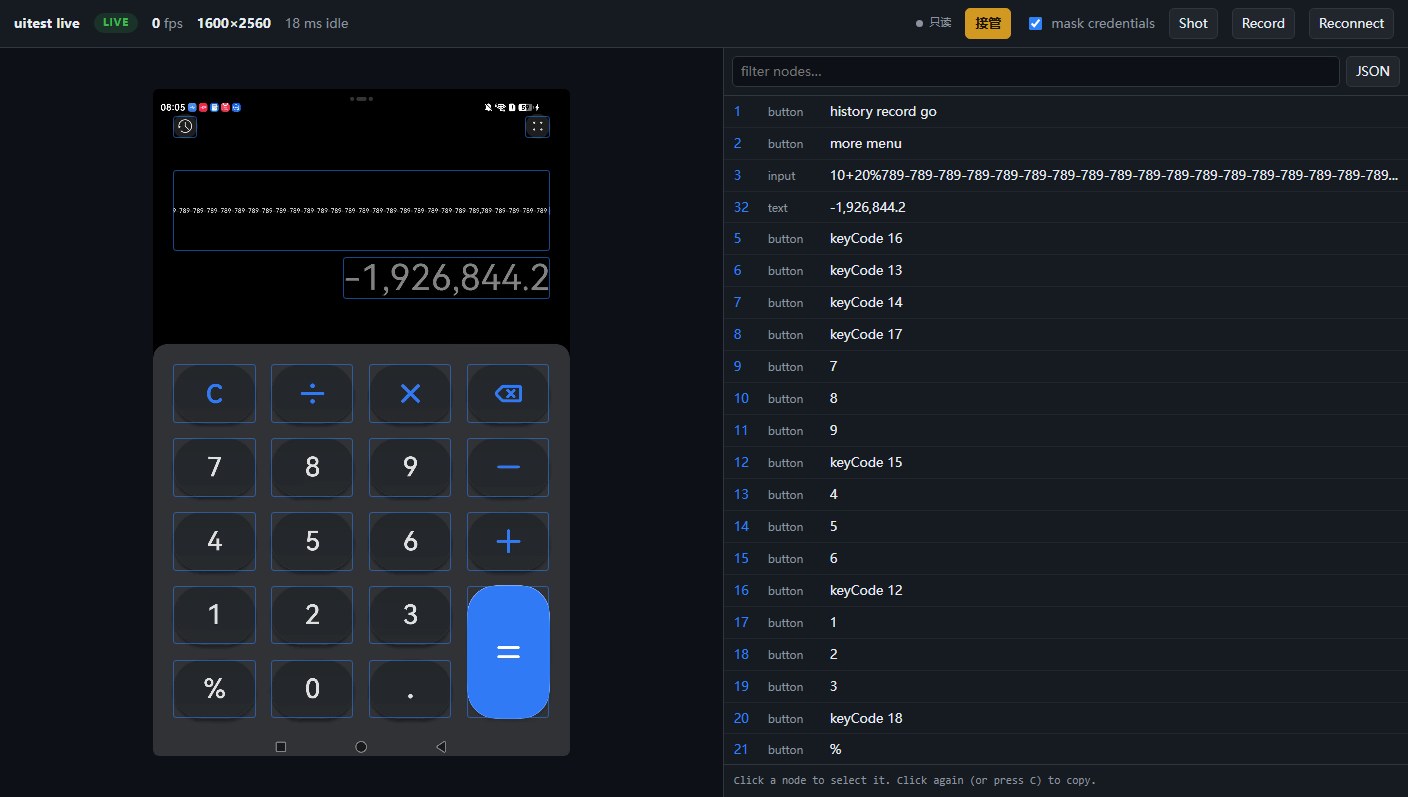 uitest live LIVE 0 fps 1600×2560 18 ms idle 只读 接管 mask credentials Shot Record Reconnect
08:05
-1,926,844.2
C ÷ × 
7 8 9 −
4 5 6 +
1 2 3 =
% 0 .
filter nodes... JSON
1 button history record go
2 button more menu
3 input 10+20%789-789-789-789-789-789-789-789-789-789-789-789-789-789-789-789-789-789...
32 text -1,926,844.2
5 button keyCode 16
6 button keyCode 13
7 button keyCode 14
8 button keyCode 17
9 button 7
10 button 8
11 button 9
12 button keyCode 15
13 button 4
14 button 5
15 button 6
16 button keyCode 12
17 button 1
18 button 2
19 button 3
20 button keyCode 18
21 button %
Click a node to select it. Click again (or press C) to copy.